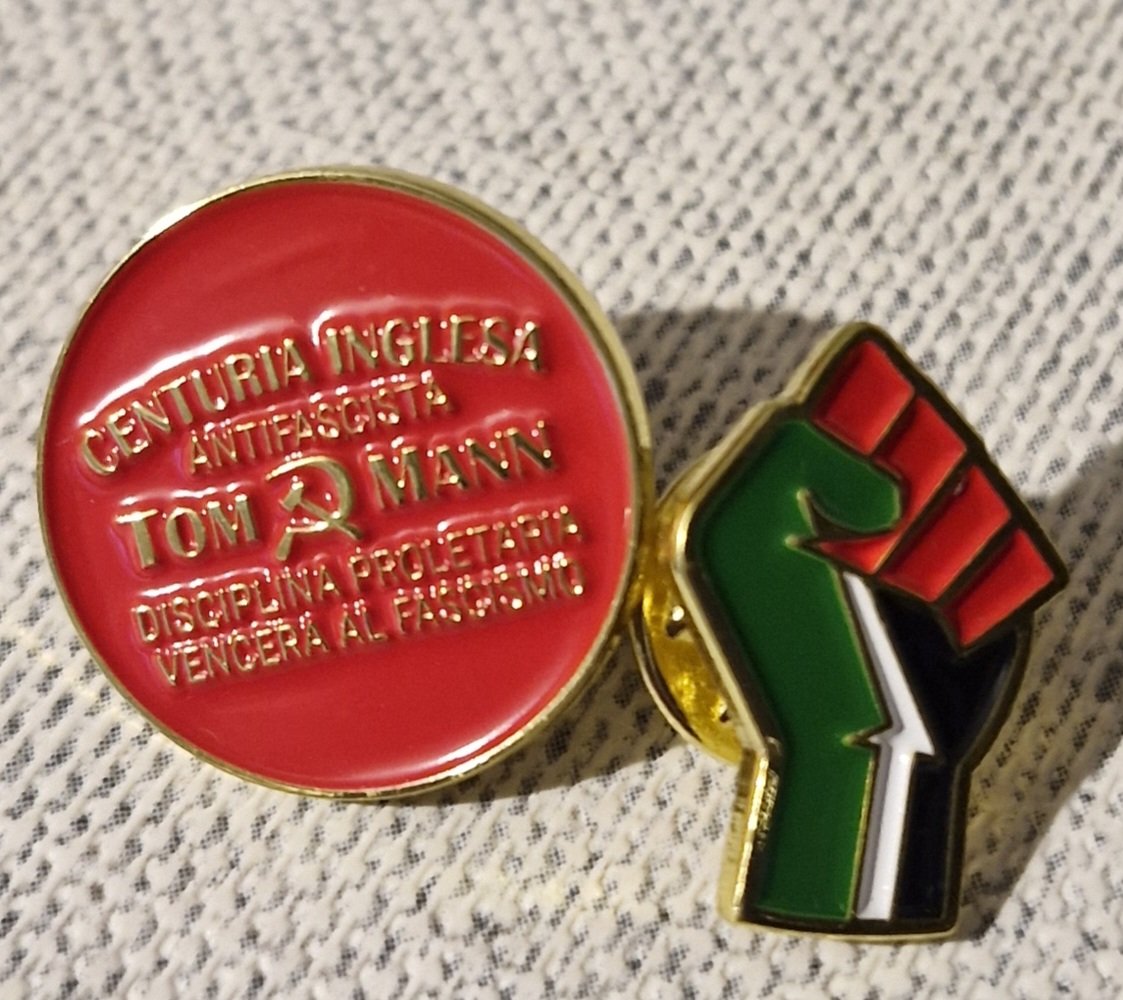 CENTURIA INGLESA
ANTIFASCISTA
TOM MANN
DISCIPLINA PROLETARIA
VENCERA AL FASCISMO